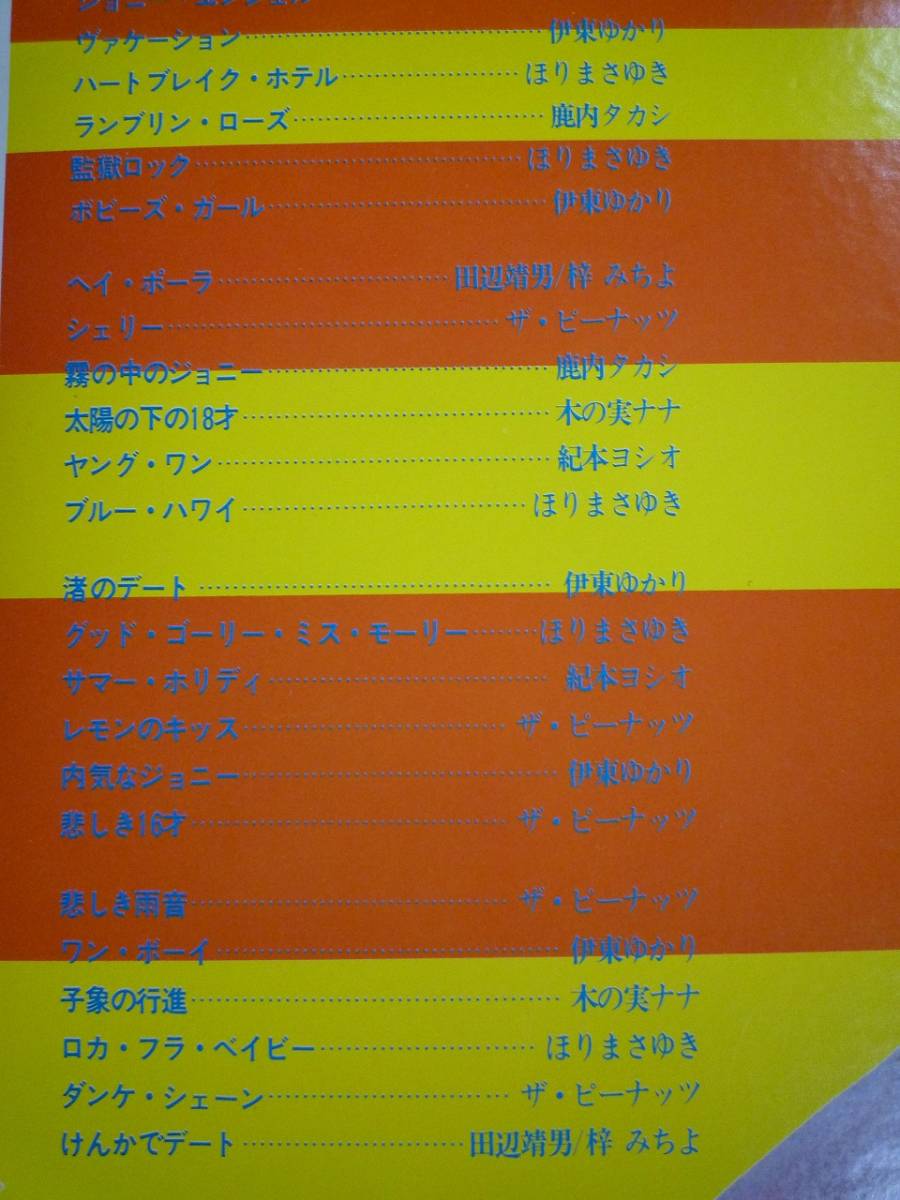 ジョニー・エンジェル
ヴァケーション……………………………伊東ゆかり
ハートブレイク・ホテル…………………ほりまさゆき
ランブリン・ローズ………………………鹿内タカシ
監獄ロック…………………………………ほりまさゆき
ボビーズ・ガール…………………………伊東ゆかり
ヘイ・ポーラ………………………田辺靖男/梓 みちよ
シェリー……………………………………ザ・ピーナッツ
霧の中のジョニー…………………………鹿内タカシ
太陽の下の18才……………………………木の実ナナ
ヤング・ワン………………………………紀本ヨシオ
ブルー・ハワイ……………………………ほりまさゆき
渚のデート…………………………………伊東ゆかり
グッド・ゴーリー・ミス・モーリー………ほりまさゆき
サマー・ホリディ…………………………紀本ヨシオ
レモンのキッス……………………………ザ・ピーナッツ
内気なジョニー……………………………伊東ゆかり
悲しき16才…………………………………ザ・ピーナッツ
悲しき雨音…………………………………ザ・ピーナッツ
ワン・ボーイ………………………………伊東ゆかり
子象の行進…………………………………木の実ナナ
ロカ・フラ・ベイビー……………………ほりまさゆき
ダンケ・シェーン…………………………ザ・ピーナッツ
けんかでデート……………………田辺靖男/梓 みちよ